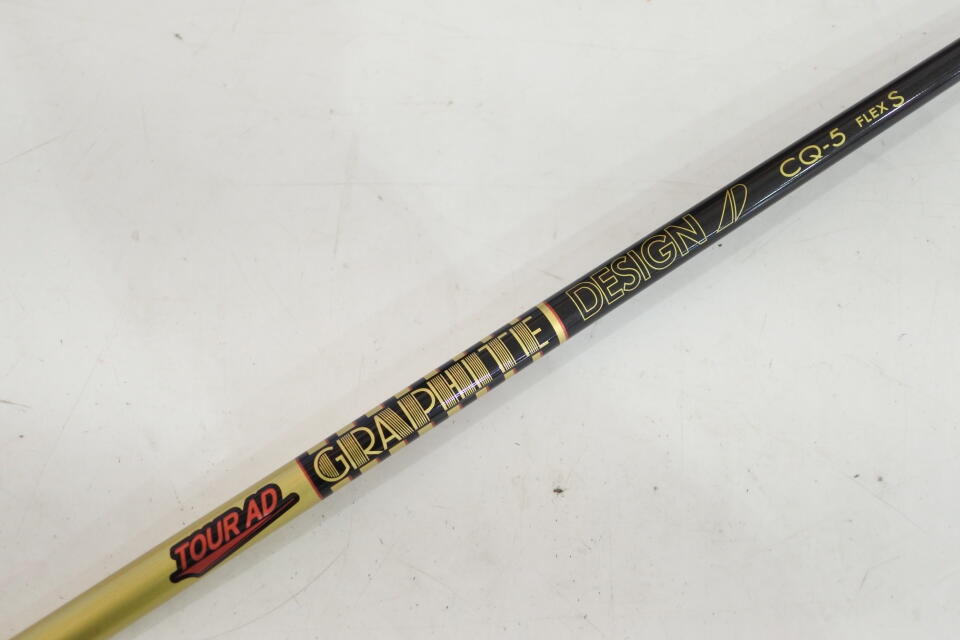 TOUR AD
GRAPHITE
DESIGN
CQ-5 FLEX S